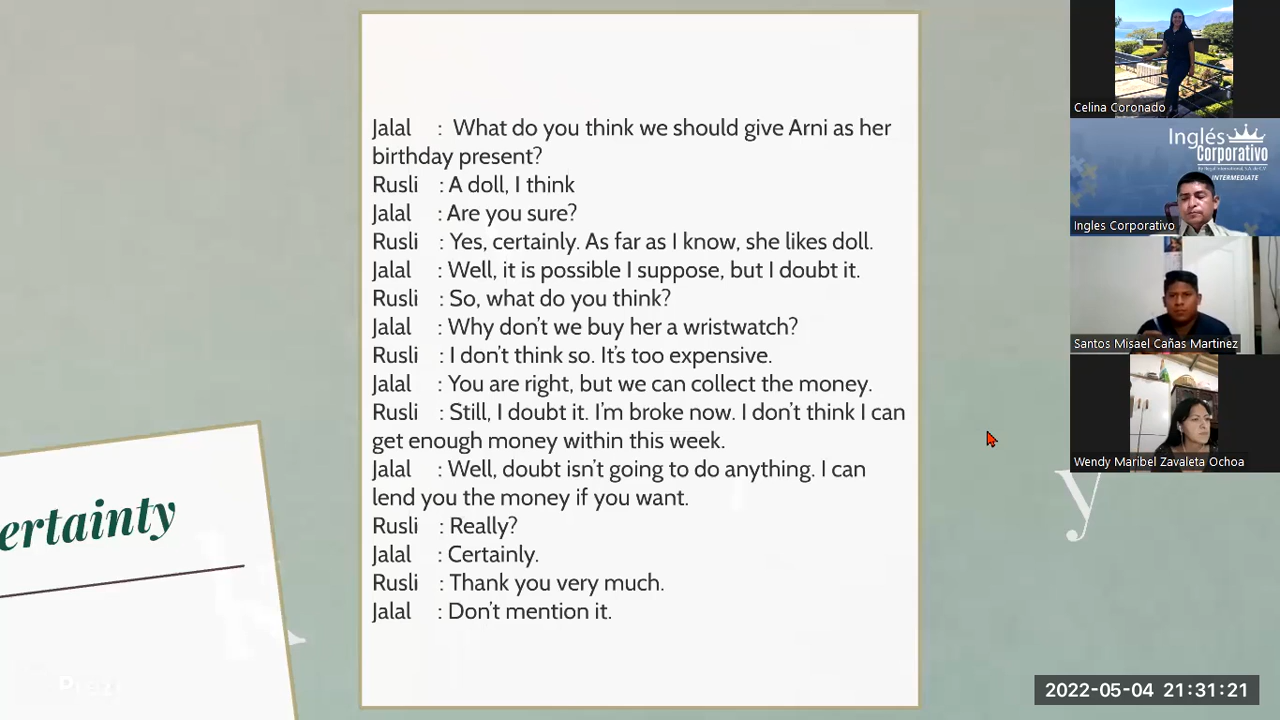 Jalal : What do you think we should give Arni as her
birthday present?
Rusli : A doll, I think
Jalal : Are you sure?
Rusli : Yes, certainly. As far as I know, she likes doll.
Jalal : Well, it is possible I suppose, but I doubt it.
Rusli : So, what do you think?
Jalal : Why don't we buy her a wristwatch?
Rusli : I don't think so. It's too expensive.
Jalal : You are right, but we can collect the money.
Rusli : Still, I doubt it. I'm broke now. I don't think I can
get enough money within this week.
Jalal : Well, doubt isn't going to do anything. I can
lend you the money if you want.
Rusli : Really?
Jalal : Certainly.
Rusli : Thank you very much.
Jalal : Don't mention it.
ertainty
y
Celina Coronado
Inglés
Corporativo
INTERMEDIATE
Ingles Corporativo
Santos Misael Cañas Martinez
Wendy Maribel Zavaleta Ochoa
2022-05-04 21:31:21